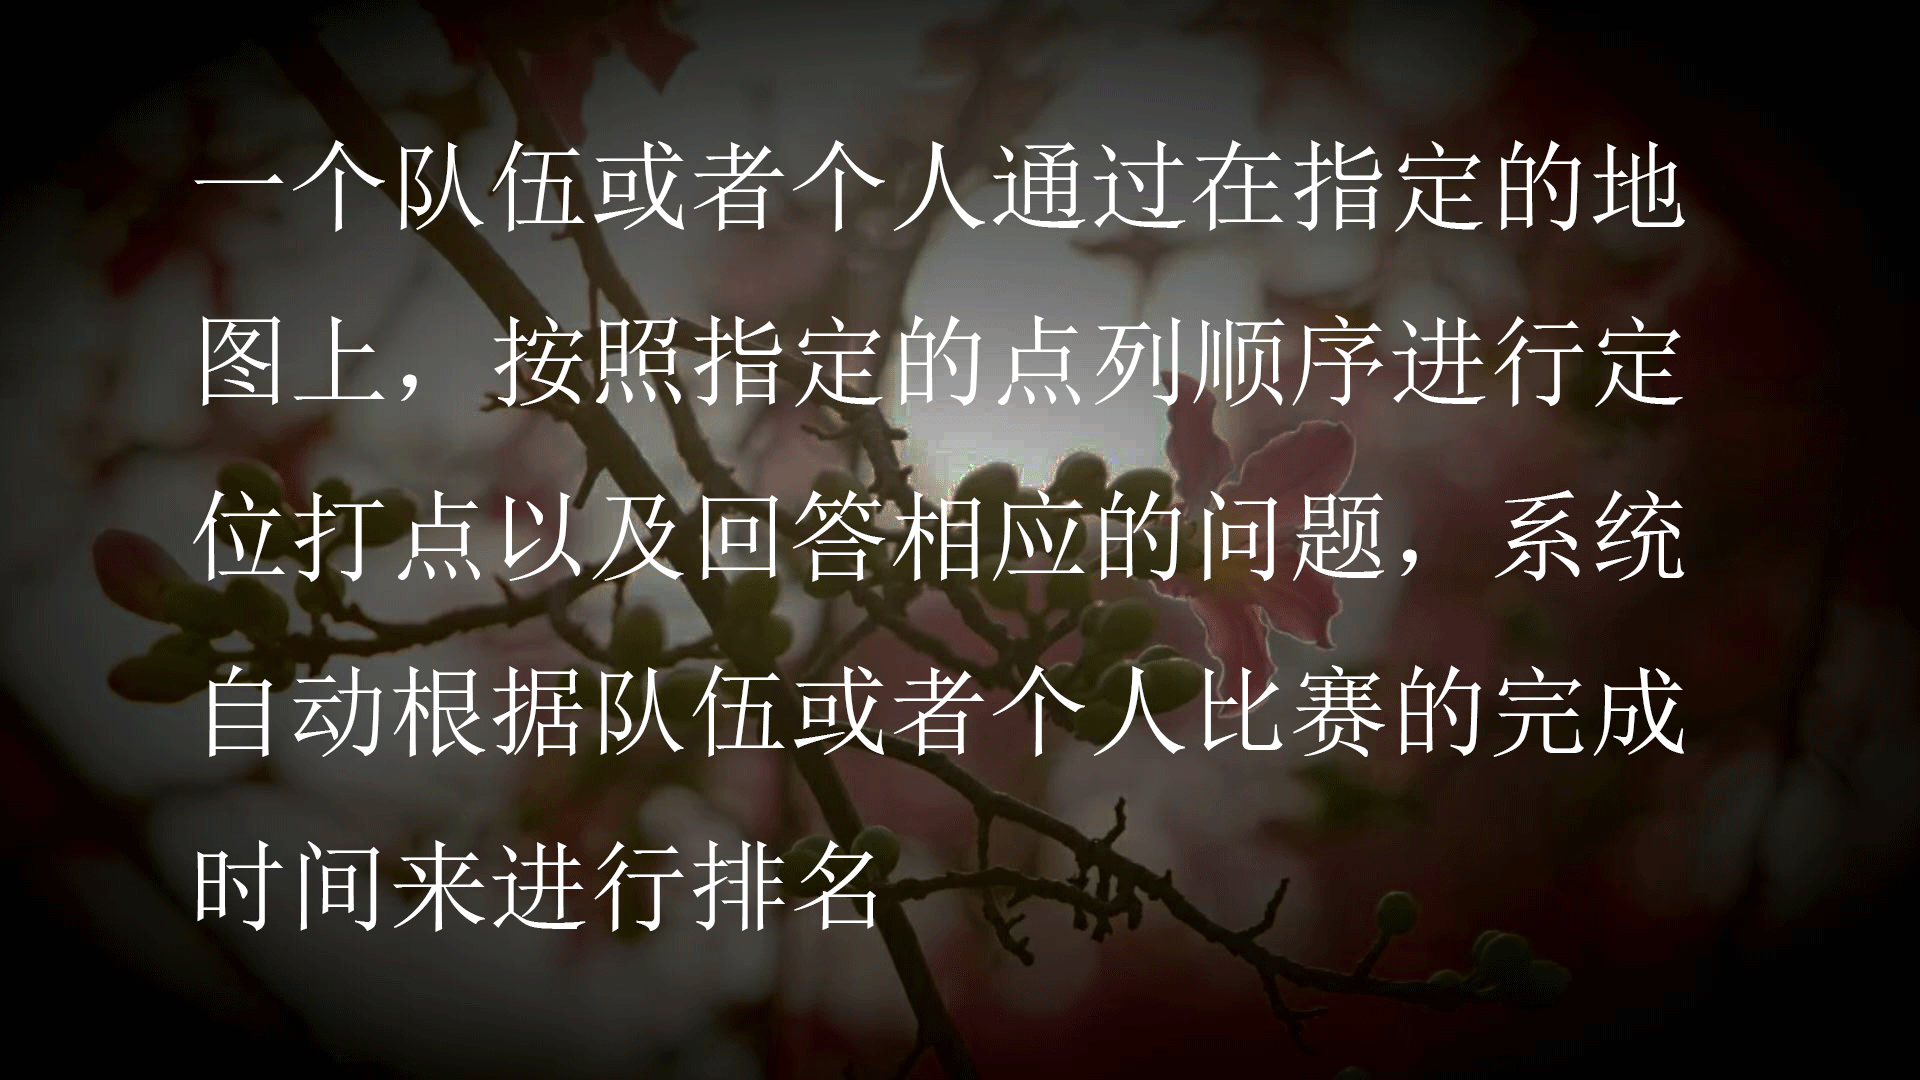 一个队伍或者个人通过在指定的地
图上，按照指定的点列顺序进行定
位打点以及回答相应的问题，系统
自动根据队伍或者个人比赛的完成
时间来进行排名